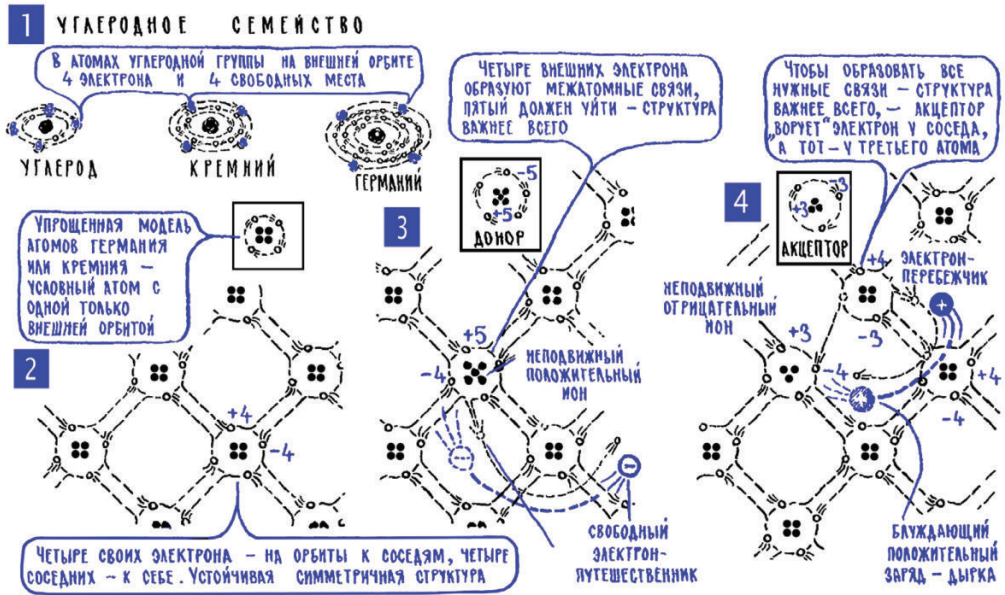 1 УГЛЕРОДНОЕ СЕМЕЙСТВО
В АТОМАХ УГЛЕРОДНОЙ ГРУППЫ НА ВНЕШНЕЙ ОРБИТЕ
4 ЭЛЕКТРОНА И 4 СВОБОДНЫХ МЕСТА
УГЛЕРОД
КРЕМНИЙ
ГЕРМАНИЙ
УПРОЩЕННАЯ МОДЕЛЬ
АТОМОВ ГЕРМАНИЯ
ИЛИ КРЕМНИЯ –
УСЛОВНЫЙ АТОМ С
ОДНОЙ ТОЛЬКО
ВНЕШНЕЙ ОРБИТОЙ
2
+4
-4
ЧЕТЫРЕ СВОИХ ЭЛЕКТРОНА – НА ОРБИТЫ К СОСЕДЯМ, ЧЕТЫРЕ
СОСЕДНИХ – К СЕБЕ. УСТОЙЧИВАЯ СИММЕТРИЧНАЯ СТРУКТУРА
ЧЕТЫРЕ ВНЕШНИХ ЭЛЕКТРОНА
ОБРАЗУЮТ МЕЖАТОМНЫЕ СВЯЗИ,
ПЯТЫЙ ДОЛЖЕН УЙТИ – СТРУКТУРА
ВАЖНЕЕ ВСЕГО
3
-5
+5
ДОНОР
+5
-4
НЕПОДВИЖНЫЙ
ПОЛОЖИТЕЛЬНЫЙ
ИОН
СВОБОДНЫЙ
ЭЛЕКТРОН-
ПУТЕШЕСТВЕННИК
ЧТОБЫ ОБРАЗОВАТЬ ВСЕ
НУЖНЫЕ СВЯЗИ – СТРУКТУРА
ВАЖНЕЕ ВСЕГО, – АКЦЕПТОР
„ВОРУЕТ“ ЭЛЕКТРОН У СОСЕДА,
А ТОТ – У ТРЕТЬЕГО АТОМА
4
-3
+3
АКЦЕПТОР
+4
ЭЛЕКТРОН-
ПЕРЕБЕЖЧИК
НЕПОДВИЖНЫЙ
ОТРИЦАТЕЛЬНЫЙ
ИОН
+
+3
-3
-4
+4
-4
БЛУЖДАЮЩИЙ
ПОЛОЖИТЕЛЬНЫЙ
ЗАРЯД – ДЫРКА